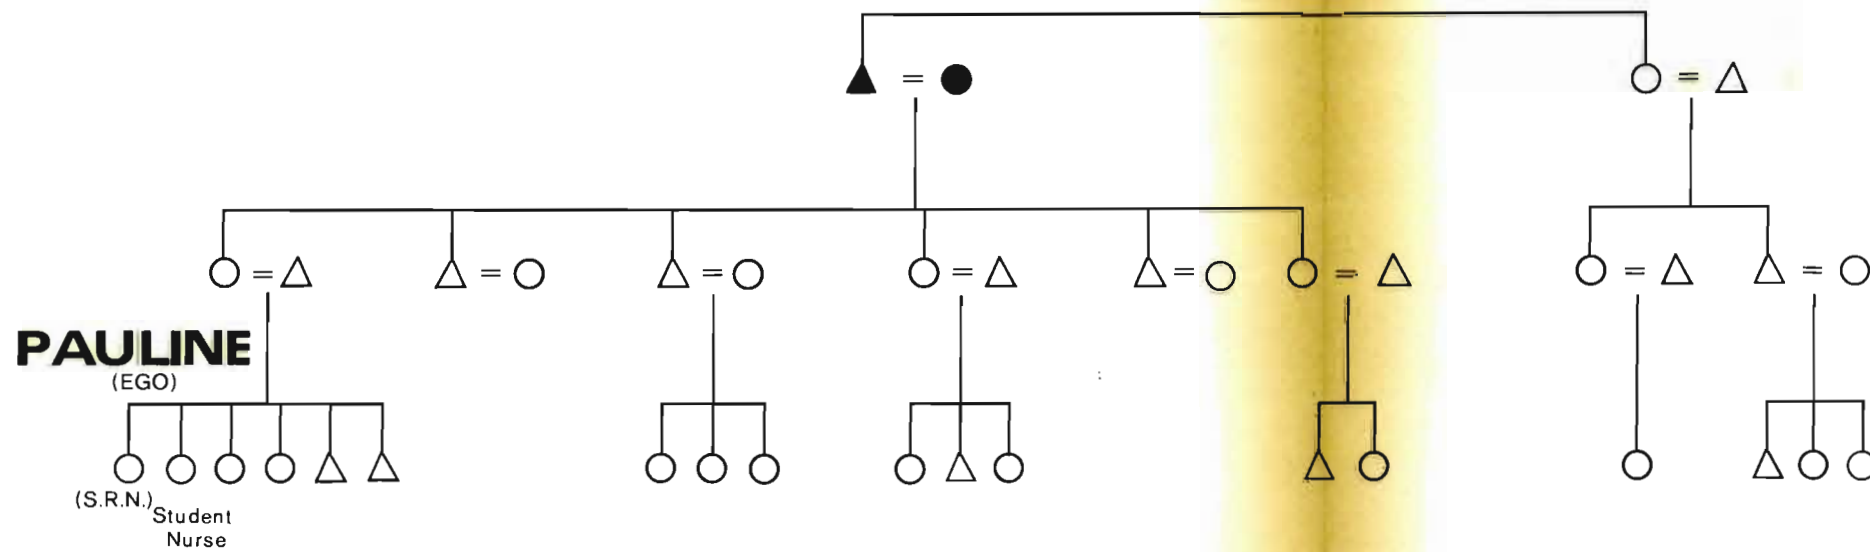 PAULINE
(EGO)
(S.R.N.)
Student
Nurse